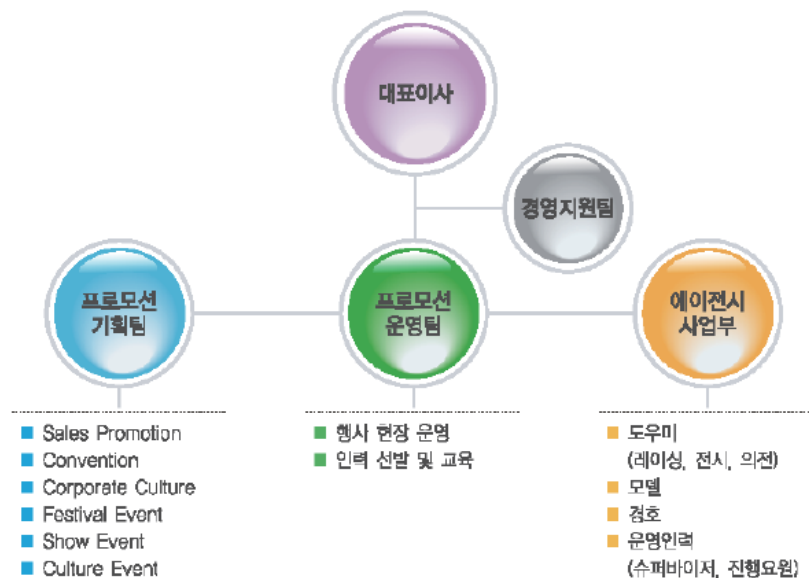 대표이사
경영지원팀
프로모션
기획팀
프로모션
운영팀
에이전시
사업부
Sales Promotion
Convention
Corporate Culture
Festival Event
Show Event
Culture Event
행사 현장 운영
인력 선발 및 교육
도우미
(레이싱, 전시, 의전)
모델
경호
운영인력
(슈퍼바이저, 진행요원)